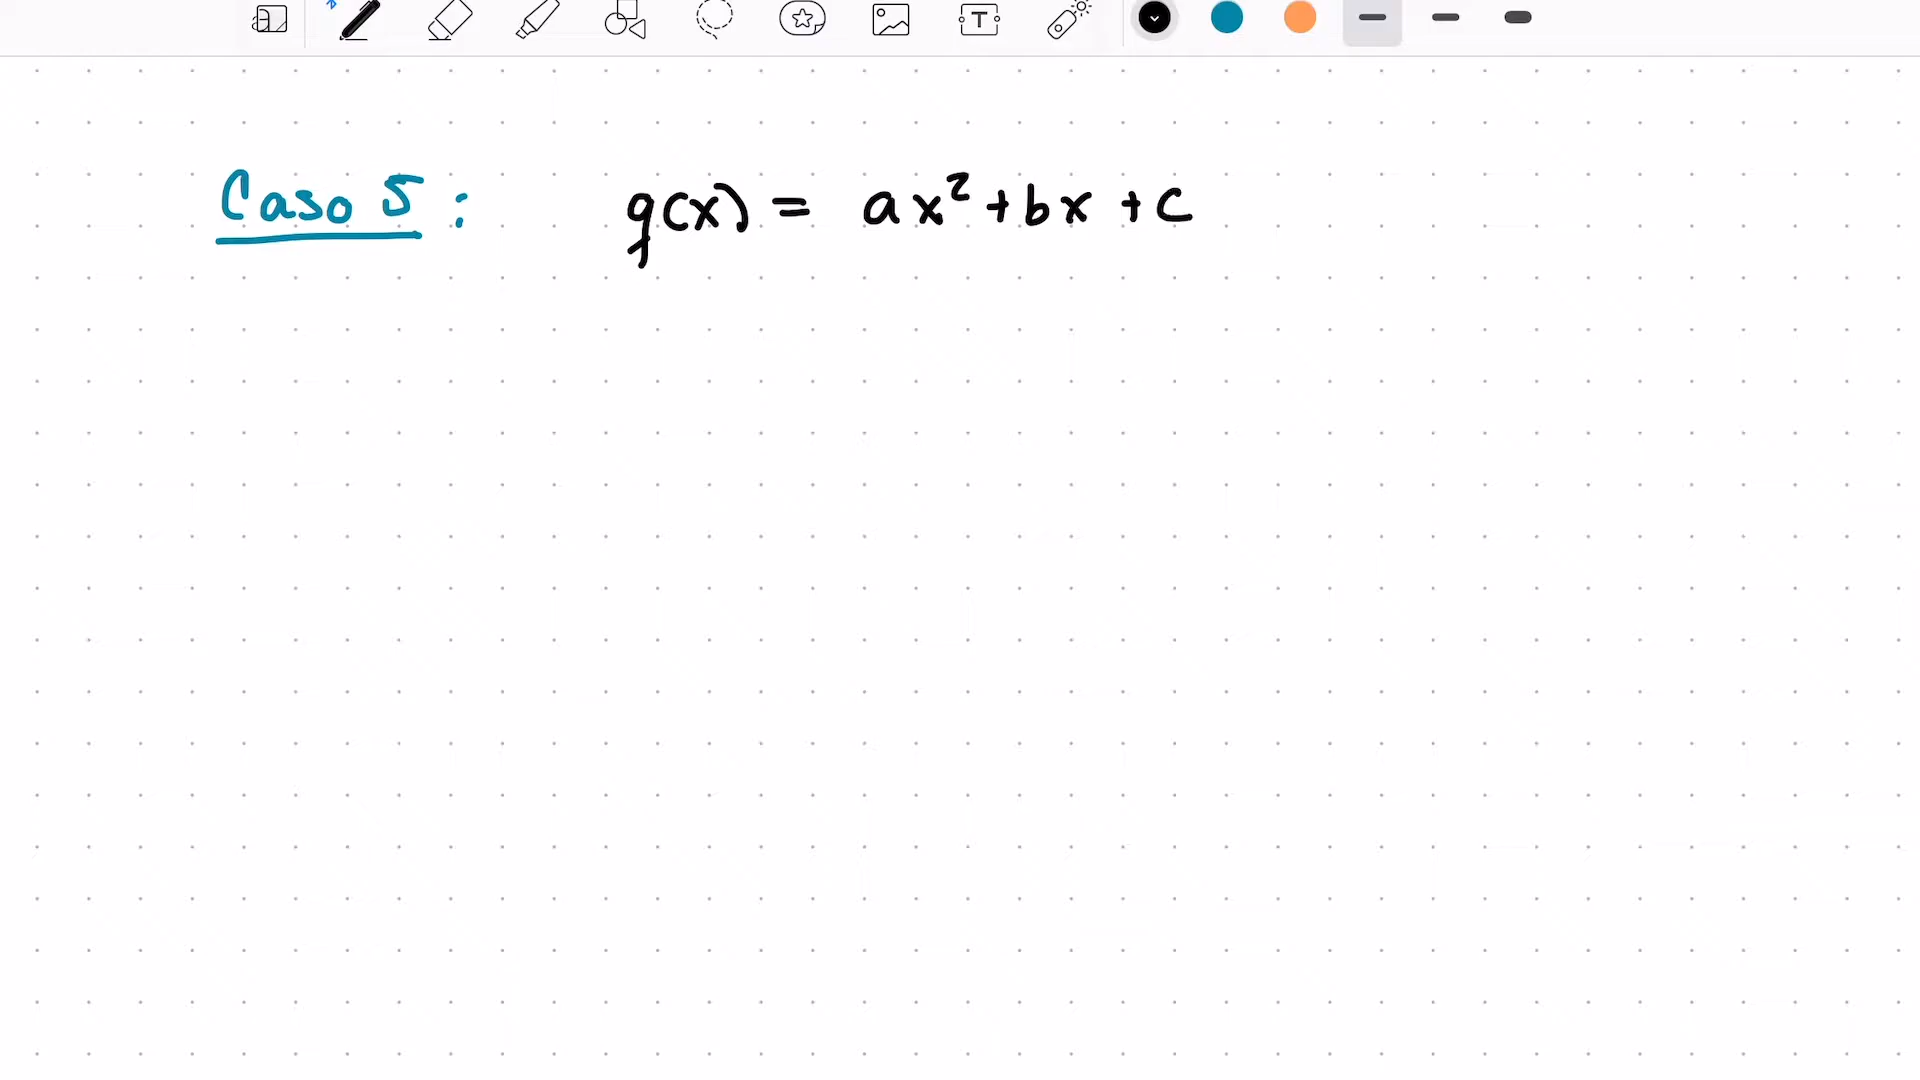 Caso 5: q(x) = ax²+bx+c